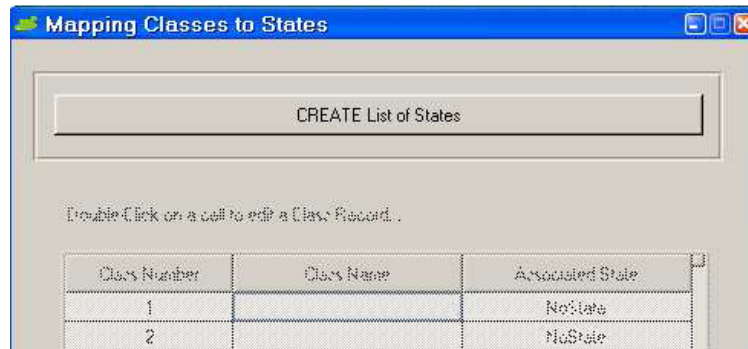 Mapping Classes to States
CREATE List of States
Double-Click on a cell to edit a Class Record...
Class Number Class Name Associated State
1 NoState
2 NoState